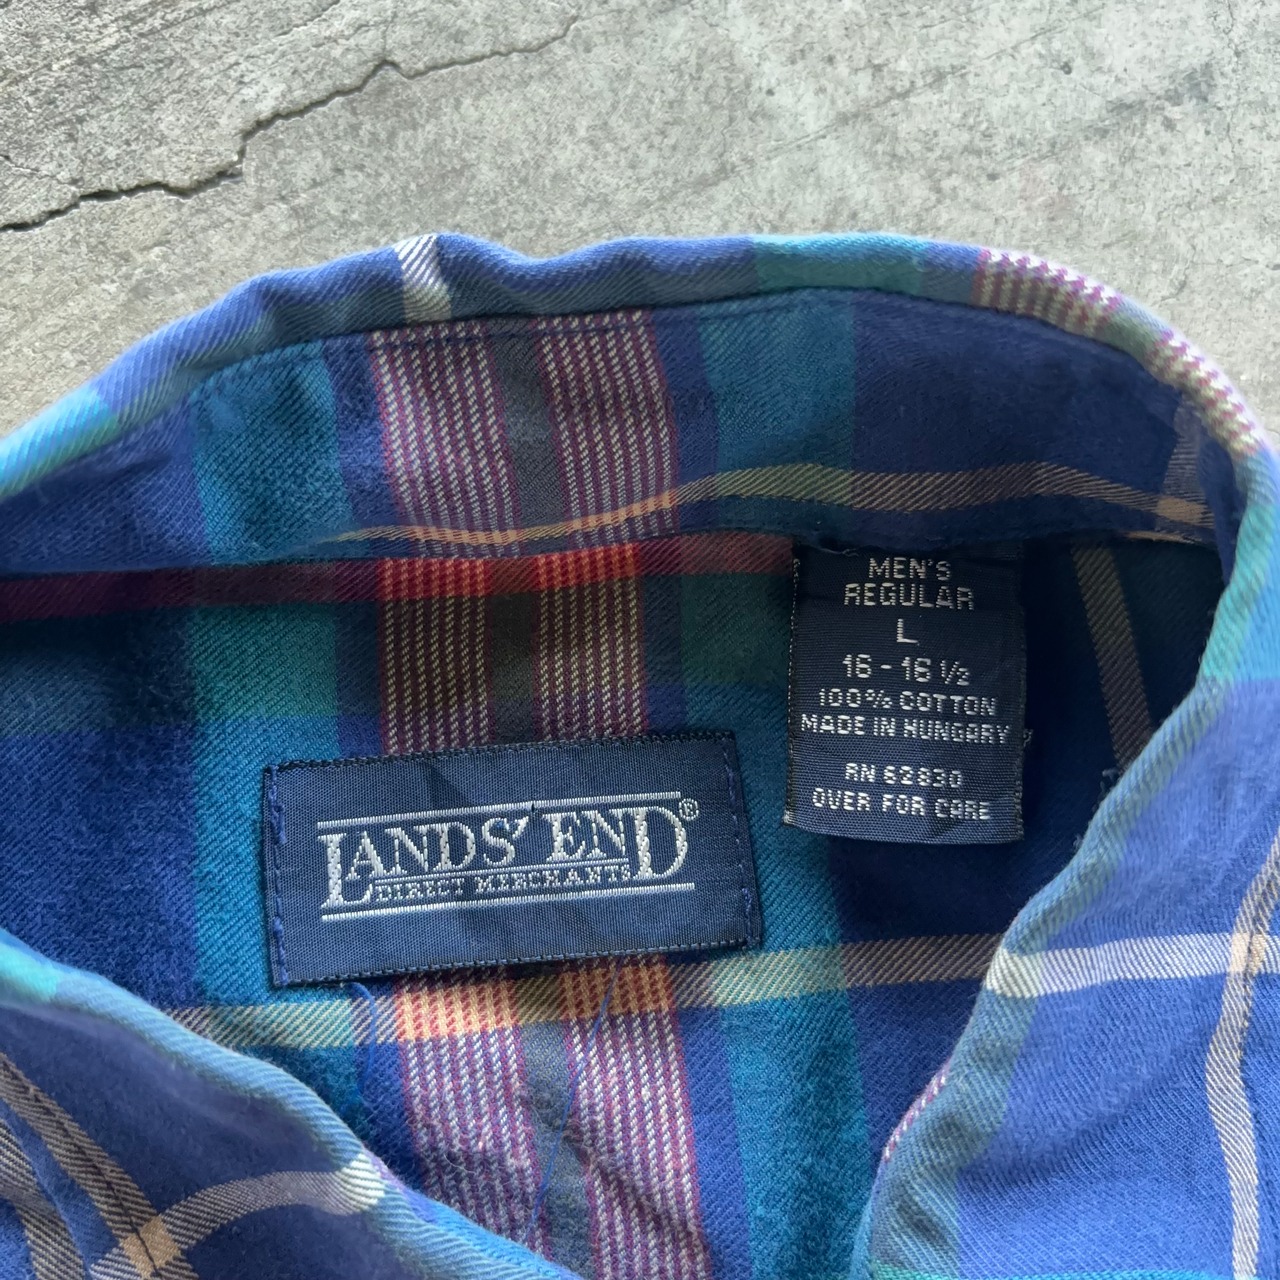 MEN'S
REGULAR
L
16 - 16 1/2
100% COTTON
MADE IN HUNGARY
RN 62830
OVER FOR CARE
LANDS' END®
DIRECT MERCHANTS